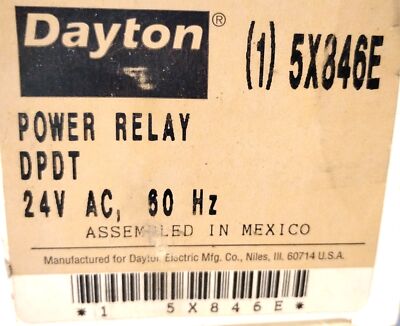 Dayton® (1) 5X846E
POWER RELAY
DPDT
24V AC, 60 Hz
ASSEMBLED IN MEXICO
Manufactured for Dayton Electric Mfg. Co., Niles, Ill. 60714 U.S.A.
* 1 5X846E *